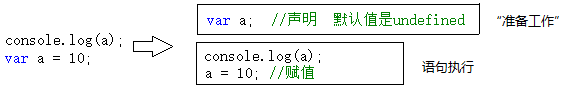 var a;  //声明  默认值是undefined
“准备工作”
console.log(a);
var a = 10;
console.log(a);
a = 10; //赋值
语句执行